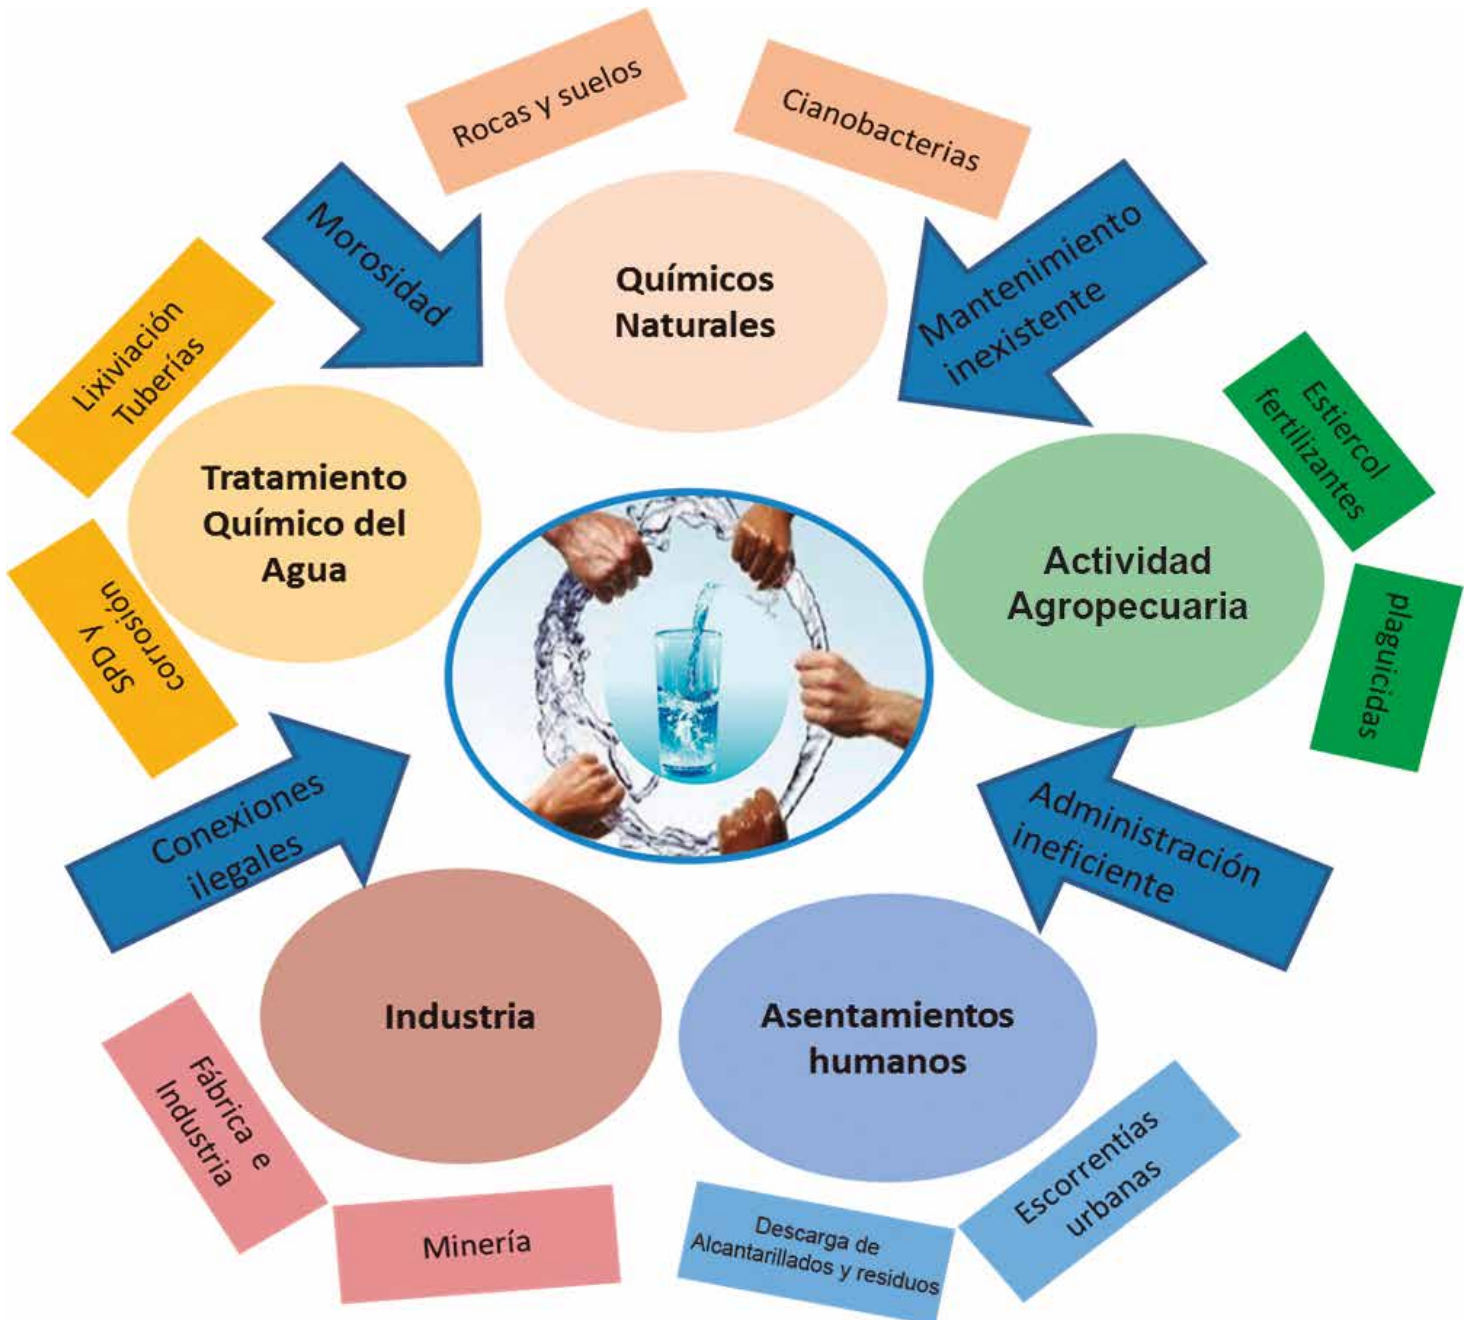 Rocas y suelos
Cianobacterias
Morosidad
Mantenimiento
inexistente
Químicos
Naturales
Lixiviación
Tuberías
Tratamiento
Químico del
Agua
SPD y
corrosión
Estiercol
fertilizantes
Actividad
Agropecuaria
plaguicidas
Conexiones
ilegales
Administración
ineficiente
Industria
Asentamientos
humanos
Fábrica e
Industria
Minería
Descarga de
Alcantarillados y residuos
Escorrentías
urbanas